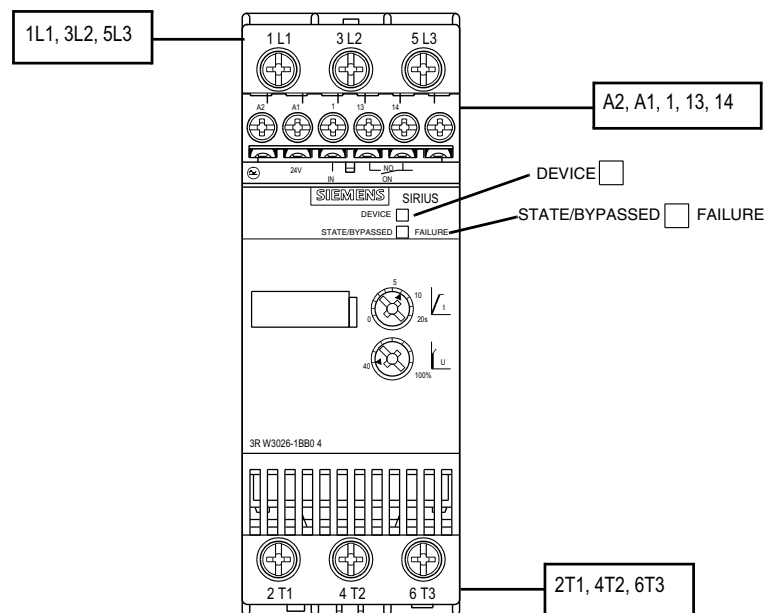 1L1, 3L2, 5L3
1 L1 3 L2 5 L3
A2, A1, 1, 13, 14
A2 A1 1 13 14
24V NO
IN ON
SIEMENS SIRIUS
DEVICE
DEVICE
STATE/BYPASSED FAILURE
STATE/BYPASSED FAILURE
5
10
0 20s t
U
40 100%
3R W3026-1BB0 4
2 T1 4 T2 6 T3
2T1, 4T2, 6T3